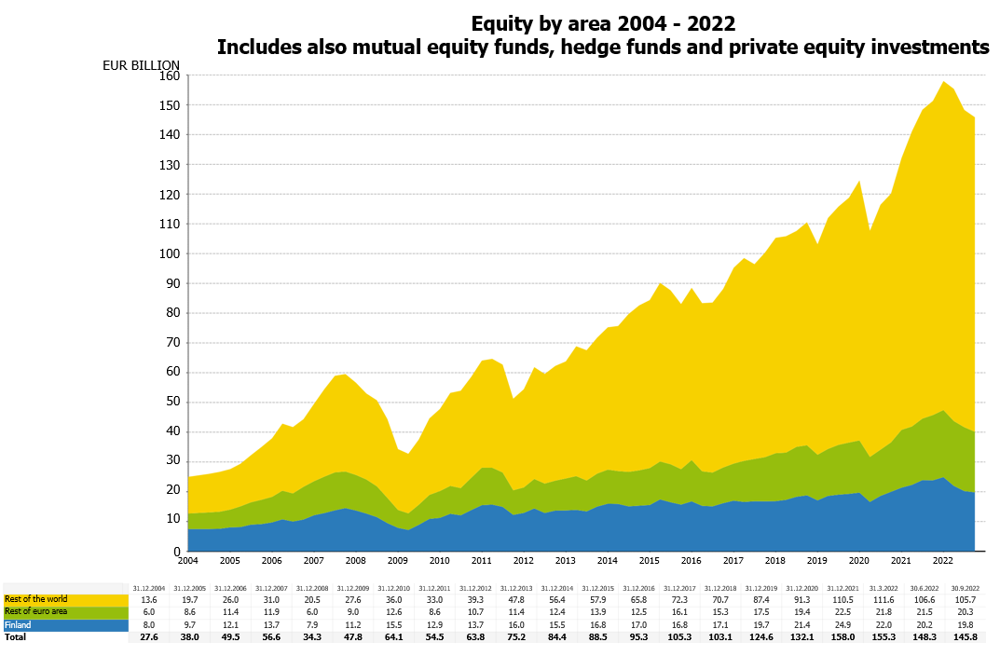 Equity by area 2004 - 2022
Includes also mutual equity funds, hedge funds and private equity investments
EUR BILLION
160
150
140
130
120
110
100
90
80
70
60
50
40
30
20
10
0
2004 2005 2006 2007 2008 2009 2010 2011 2012 2013 2014 2015 2016 2017 2018 2019 2020 2021 2022
31.12.2004 31.12.2005 31.12.2006 31.12.2007 31.12.2008 31.12.2009 31.12.2010 31.12.2011 31.12.2012 31.12.2013 31.12.2014 31.12.2015 31.12.2016 31.12.2017 31.12.2018 31.12.2019 31.12.2020 31.12.2021 31.3.2022 30.6.2022 30.9.2022
Rest of the world 13.6 19.7 26.0 31.0 20.5 27.6 36.0 33.0 39.3 47.8 56.4 57.9 65.8 72.3 70.7 87.4 91.3 110.5 111.6 106.6 105.7
Rest of euro area 6.0 8.6 11.4 11.9 6.0 9.0 12.6 8.6 10.7 11.4 12.4 13.9 12.5 16.1 15.3 17.5 19.4 22.5 21.8 21.5 20.3
Finland 8.0 9.7 12.1 13.7 7.9 11.2 15.5 12.9 13.7 16.0 15.5 16.8 17.0 16.8 17.1 19.7 21.4 24.9 22.0 20.2 19.8
Total 27.6 38.0 49.5 56.6 34.3 47.8 64.1 54.5 63.8 75.2 84.4 88.5 95.3 105.3 103.1 124.6 132.1 158.0 155.3 148.3 145.8